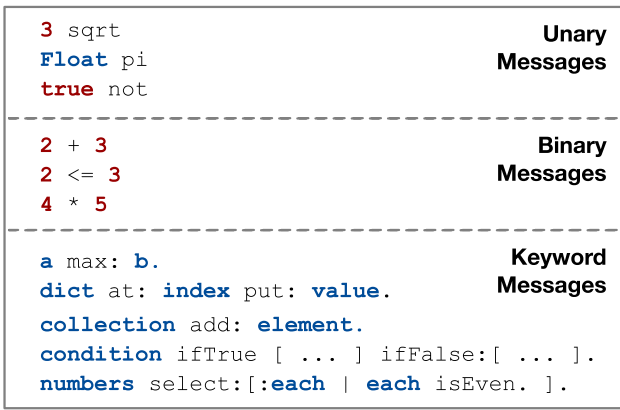 3 sqrt
Float pi
true not
Unary
Messages
2 + 3
2 <= 3
4 * 5
Binary
Messages
a max: b.
dict at: index put: value.
collection add: element.
condition ifTrue [ ... ] ifFalse:[ ... ].
numbers select:[:each | each isEven. ].
Keyword
Messages